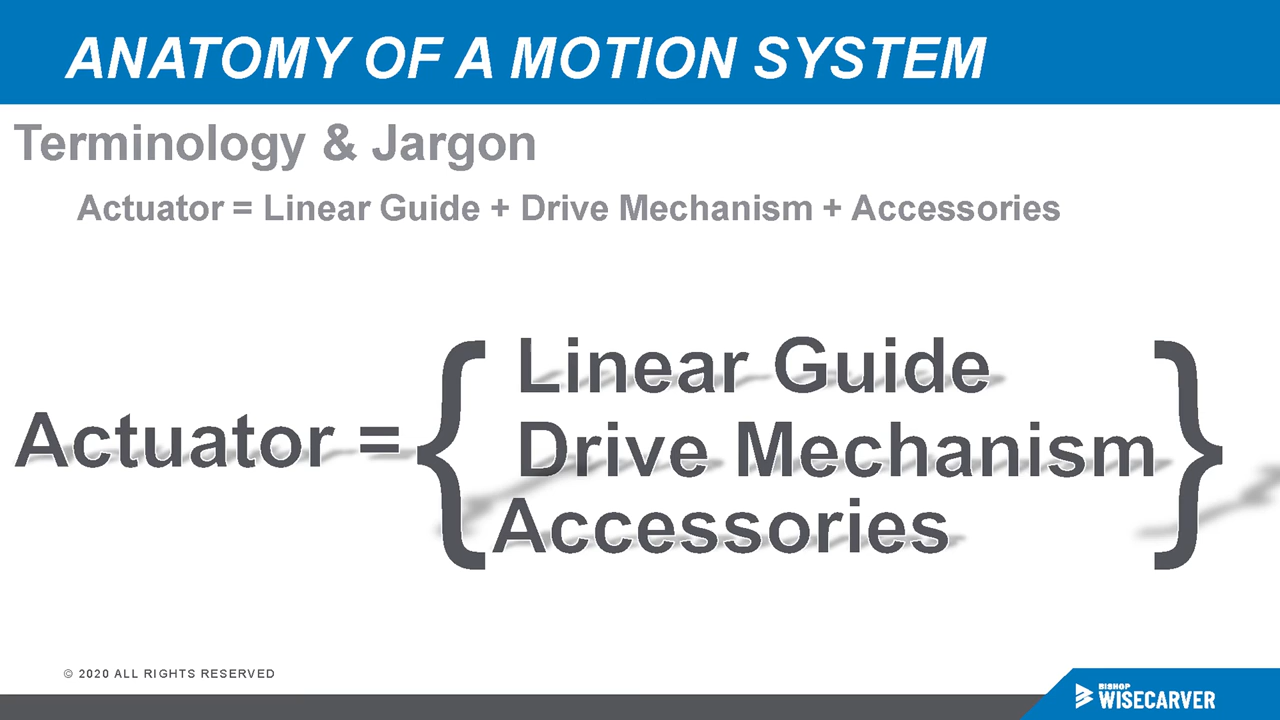 ANATOMY OF A MOTION SYSTEM
Terminology & Jargon
Actuator = Linear Guide + Drive Mechanism + Accessories
Actuator = { Linear Guide
Drive Mechanism }
Accessories
© 2020 ALL RIGHTS RESERVED
BISHOP
WISECARVER